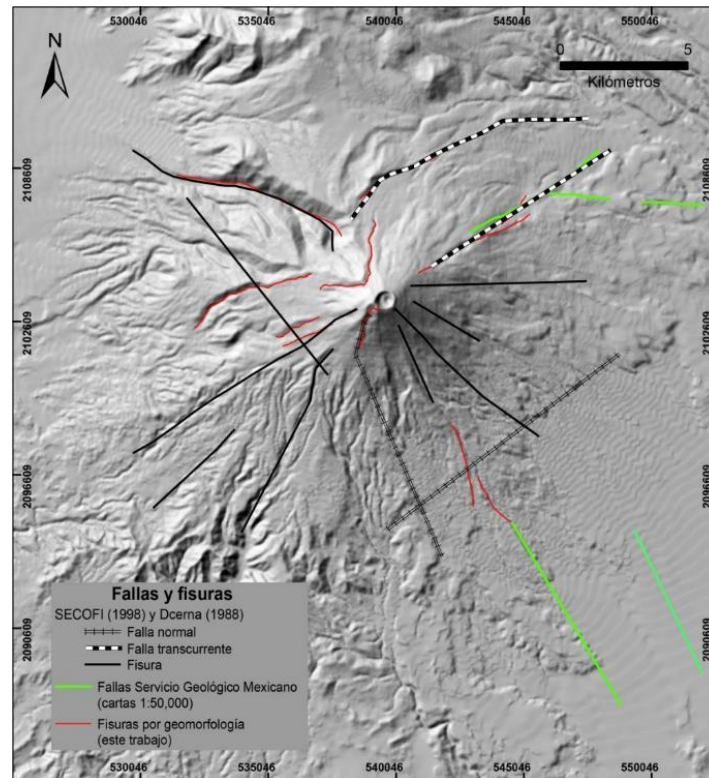 530046
535046
540046
545046
550046
N
0
5
Kilómetros
2108609
2108609
2102609
2102609
2096609
2096609
2090609
2090609
Fallas y fisuras
SECOFI (1998) y Dcerna (1988)
Falla normal
Falla transcurrente
Fisura
Fallas Servicio Geológico Mexicano
(cartas 1:50,000)
Fisuras por geomorfología
(este trabajo)
530046
535046
540046
545046
550046